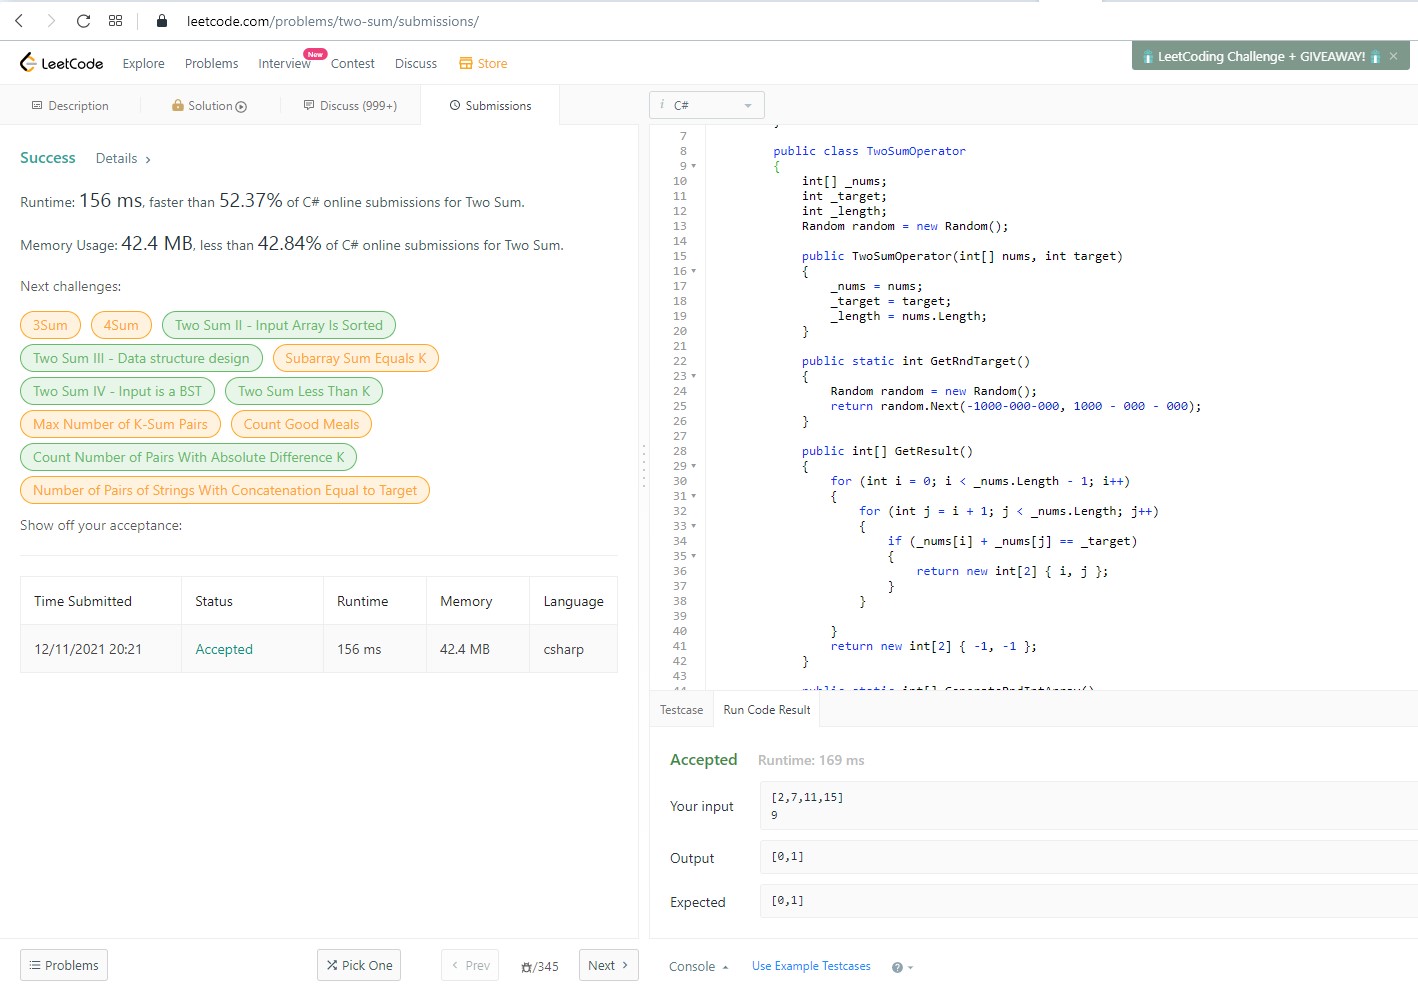 leetcode.com/problems/two-sum/submissions/
LeetCode Explore Problems Interview New Contest Discuss Store
LeetCoding Challenge + GIVEAWAY! ×
Description Solution Discuss (999+) Submissions
i C#
Success Details ›
Runtime: 156 ms, faster than 52.37% of C# online submissions for Two Sum.
Memory Usage: 42.4 MB, less than 42.84% of C# online submissions for Two Sum.
Next challenges:
3Sum 4Sum Two Sum II - Input Array Is Sorted
Two Sum III - Data structure design Subarray Sum Equals K
Two Sum IV - Input is a BST Two Sum Less Than K
Max Number of K-Sum Pairs Count Good Meals
Count Number of Pairs With Absolute Difference K
Number of Pairs of Strings With Concatenation Equal to Target
Show off your acceptance:
Time Submitted Status Runtime Memory Language
12/11/2021 20:21 Accepted 156 ms 42.4 MB csharp
7
8 public class TwoSumOperator
9 {
10 int[] _nums;
11 int _target;
12 int _length;
13 Random random = new Random();
14
15 public TwoSumOperator(int[] nums, int target)
16 {
17 _nums = nums;
18 _target = target;
19 _length = nums.Length;
20 }
21
22 public static int GetRndTarget()
23 {
24 Random random = new Random();
25 return random.Next(-1000-000-000, 1000 - 000 - 000);
26 }
27
28 public int[] GetResult()
29 {
30 for (int i = 0; i < _nums.Length - 1; i++)
31 {
32 for (int j = i + 1; j < _nums.Length; j++)
33 {
34 if (_nums[i] + _nums[j] == _target)
35 {
36 return new int[2] { i, j };
37 }
38 }
39
40 }
41 return new int[2] { -1, -1 };
42 }
43
44 public static int[] GenerateRndIntArray()
Testcase Run Code Result
Accepted Runtime: 169 ms
Your input [2,7,11,15]
9
Output [0,1]
Expected [0,1]
Problems Pick One ‹ Prev /345 Next › Console Use Example Testcases ?